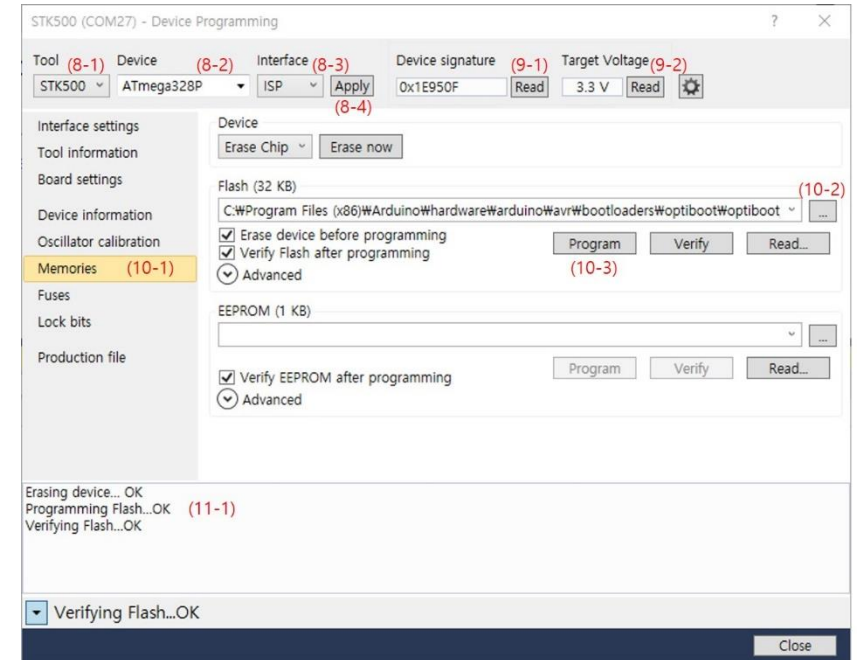 STK500 (COM27) - Device Programming ? ×
Tool (8-1) Device (8-2) Interface (8-3) Device signature (9-1) Target Voltage (9-2)
STK500 ATmega328P ISP Apply 0x1E950F Read 3.3 V Read
(8-4)
Interface settings
Tool information
Board settings
Device information
Oscillator calibration
Memories (10-1)
Fuses
Lock bits
Production file
Device
Erase Chip Erase now
Flash (32 KB) (10-2)
C:₩Program Files (x86)₩Arduino₩hardware₩arduino₩avr₩bootloaders₩optiboot₩optiboot ...
Erase device before programming
Verify Flash after programming
Program Verify Read...
(10-3)
Advanced
EEPROM (1 KB)
...
Verify EEPROM after programming
Program Verify Read...
Advanced
Erasing device... OK
Programming Flash...OK (11-1)
Verifying Flash...OK
Verifying Flash...OK
Close